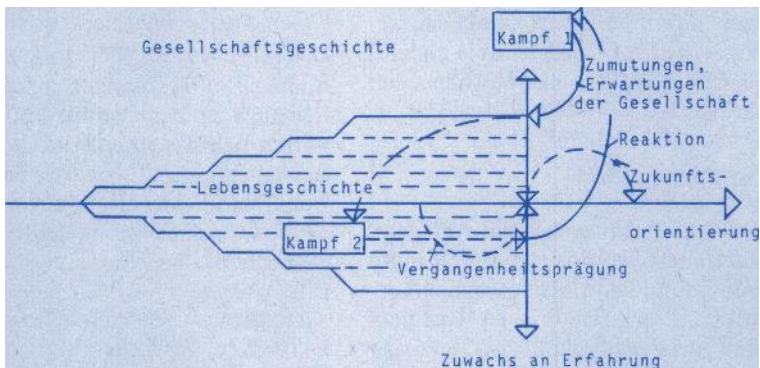 Gesellschaftsgeschichte
Kampf 1
Zumutungen,
Erwartungen
der Gesellschaft
Reaktion
Lebensgeschichte
Zukunfts-
orientierung
Kampf 2
Vergangenheitsprägung
Zuwachs an Erfahrung